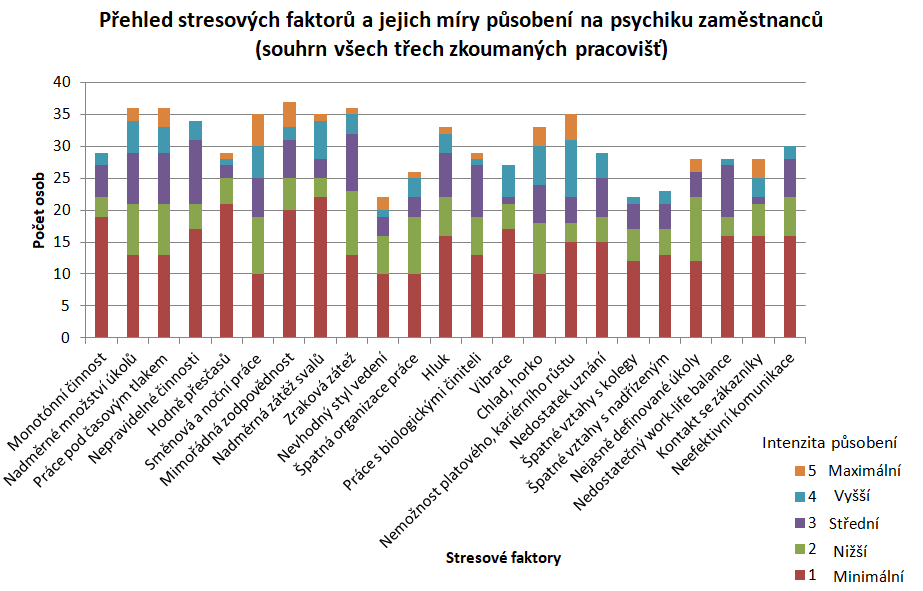 Přehled stresových faktorů a jejich míry působení na psychiku zaměstnanců
(souhrn všech třech zkoumaných pracovišť)
40
35
30
25
20
15
10
5
0
Počet osob
Monotónní činnost
Nadměrné množství úkolů
Práce pod časovým tlakem
Nepravidelné činnosti
Hodně přesčasů
Směnová a noční práce
Mimořádná zodpovědnost
Nadměrná zátěž svalů
Zraková zátěž
Nevhodný styl vedení
Špatná organizace práce
Hluk
Práce s biologickými činiteli
Vibrace
Chlad, horko
Nemožnost platového, kariérního růstu
Nedostatek uznání
Špatné vztahy s kolegy
Špatné vztahy s nadřízeným
Nejasně definované úkoly
Nedostatečný work-life balance
Kontakt se zákazníky
Neefektivní komunikace
Stresové faktory
Intenzita působení
5 Maximální
4 Vyšší
3 Střední
2 Nižší
1 Minimální